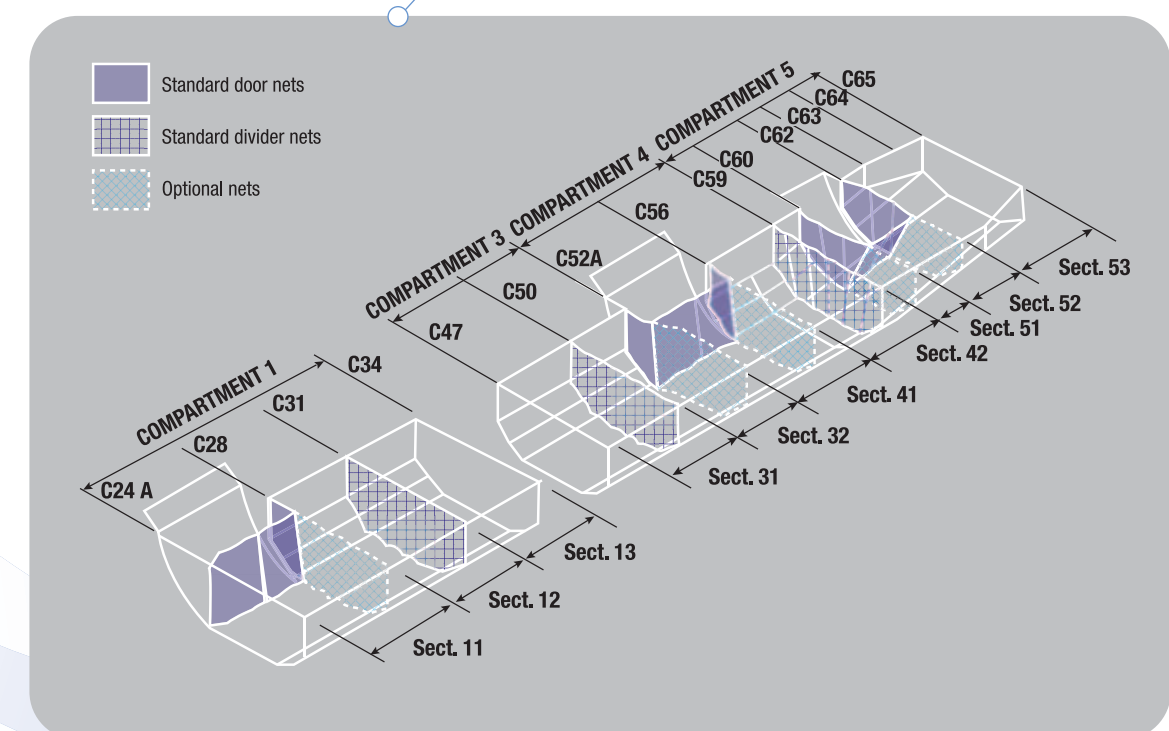 Standard door nets
Standard divider nets
Optional nets
COMPARTMENT 1
C24 A
C28
C31
C34
Sect. 11
Sect. 12
Sect. 13
COMPARTMENT 3
C47
C50
C52A
Sect. 31
Sect. 32
COMPARTMENT 4
C56
C59
Sect. 41
Sect. 42
COMPARTMENT 5
C60
C62
C63
C64
C65
Sect. 51
Sect. 52
Sect. 53